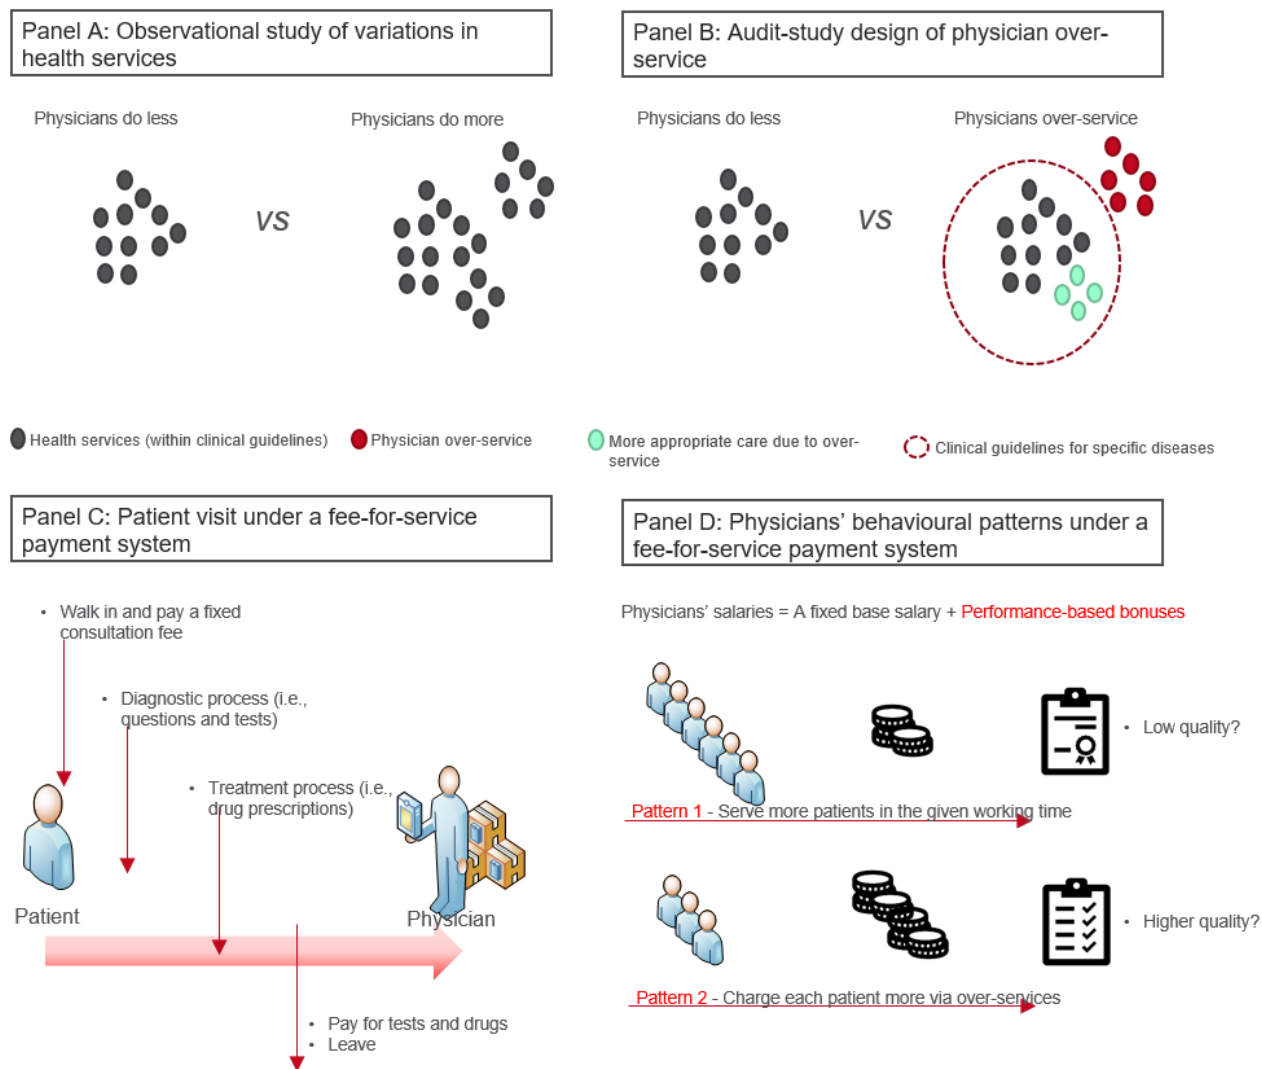 Panel A: Observational study of variations in
health services
Panel B: Audit-study design of physician over-
service
Physicians do less
Physicians do more
VS
Physicians do less
Physicians over-service
VS
Health services (within clinical guidelines)
Physician over-service
More appropriate care due to over-
service
Clinical guidelines for specific diseases
Panel C: Patient visit under a fee-for-service
payment system
• Walk in and pay a fixed
consultation fee
• Diagnostic process (i.e.,
questions and tests)
• Treatment process (i.e.,
drug prescriptions)
Patient
Physician
• Pay for tests and drugs
• Leave
Panel D: Physicians’ behavioural patterns under a
fee-for-service payment system
Physicians’ salaries = A fixed base salary + Performance-based bonuses
• Low quality?
Pattern 1 - Serve more patients in the given working time
• Higher quality?
Pattern 2 - Charge each patient more via over-services